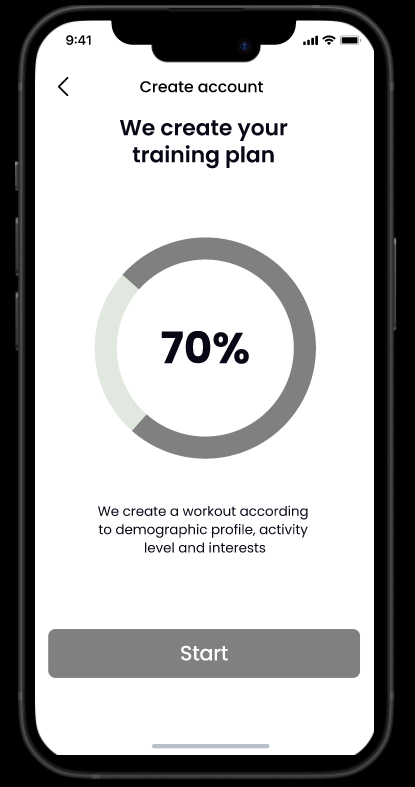 9:41
Create account
We create your
training plan
70%
We create a workout according
to demographic profile, activity
level and interests
Start